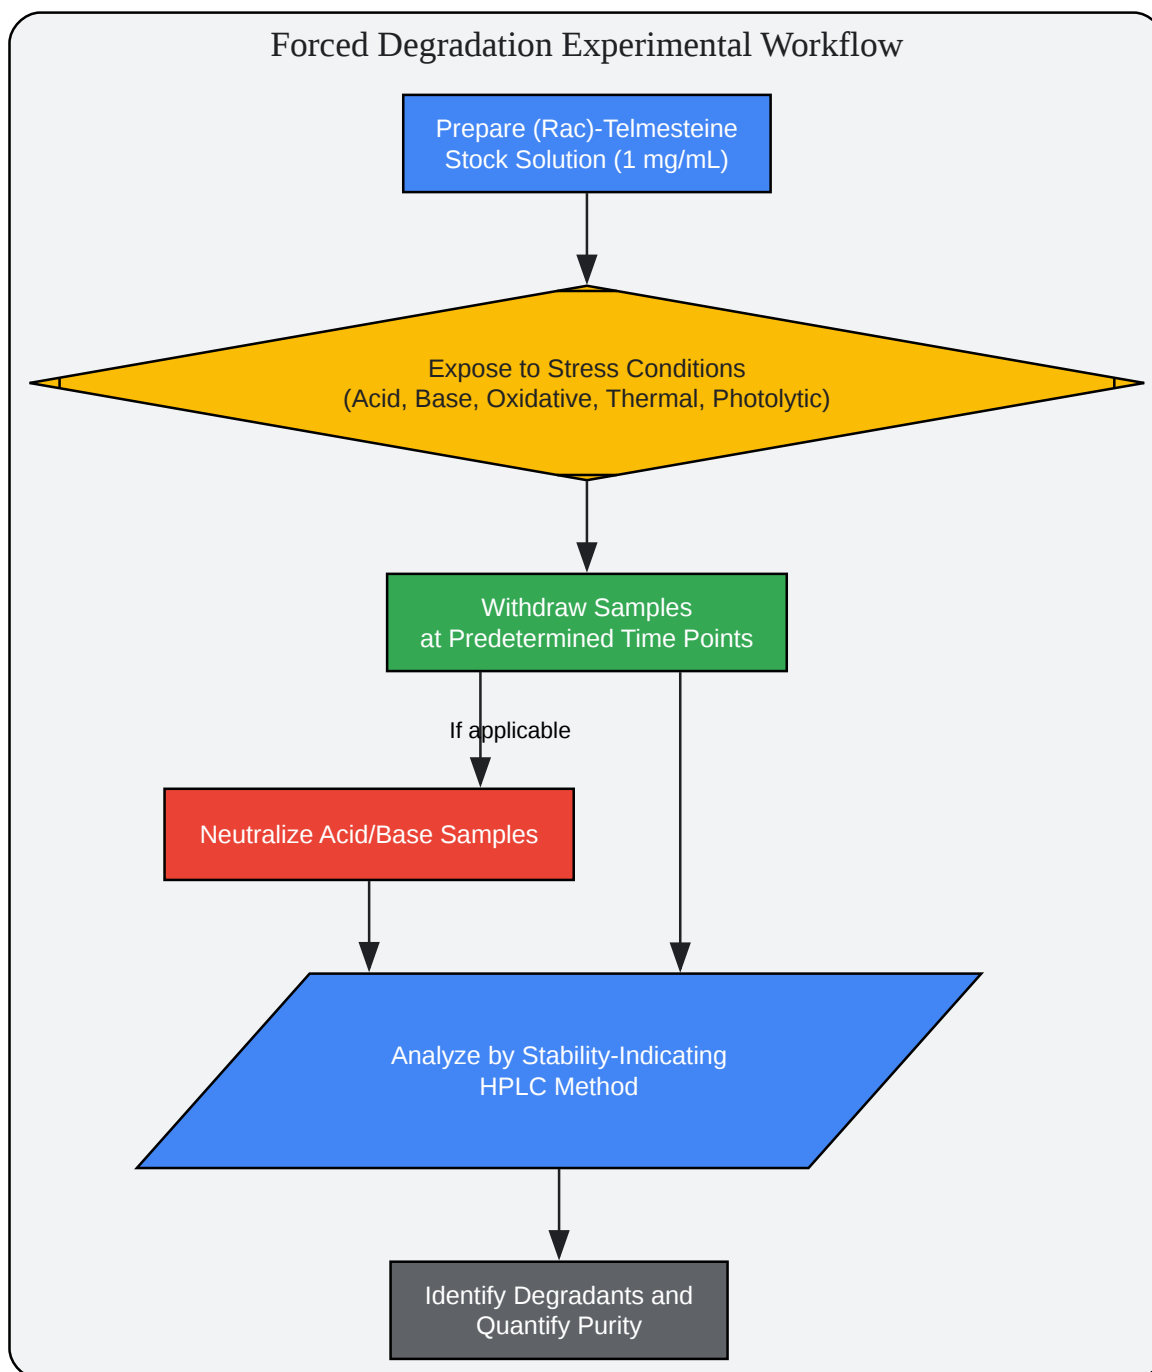 Forced Degradation Experimental Workflow
Prepare (Rac)-Telmesteine
Stock Solution (1 mg/mL)
Expose to Stress Conditions
(Acid, Base, Oxidative, Thermal, Photolytic)
Withdraw Samples
at Predetermined Time Points
If applicable
Neutralize Acid/Base Samples
Analyze by Stability-Indicating
HPLC Method
Identify Degradants and
Quantify Purity